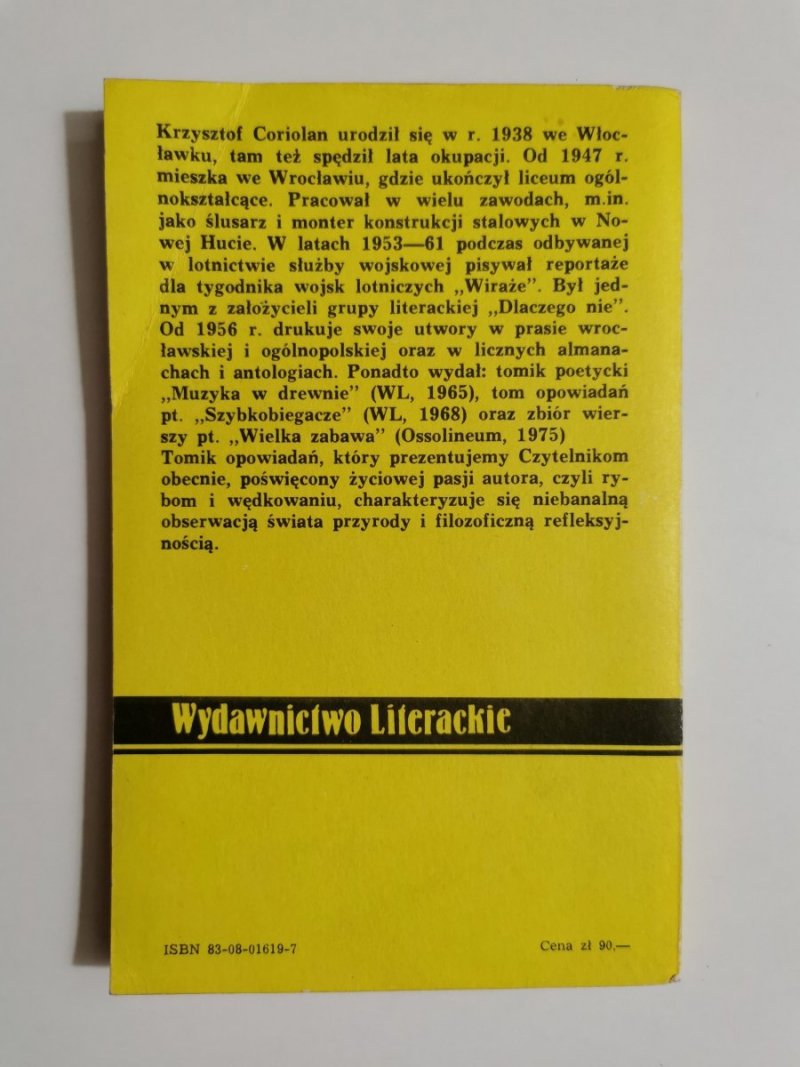 Krzysztof Coriolan urodził się w r. 1938 we Włoc-
ławku, tam też spędził lata okupacji. Od 1947 r.
mieszka we Wrocławiu, gdzie ukończył liceum ogól-
nokształcące. Pracował w wielu zawodach, m.in.
jako ślusarz i monter konstrukcji stalowych w No-
wej Hucie. W latach 1953—61 podczas odbywanej
w lotnictwie służby wojskowej pisywał reportaże
dla tygodnika wojsk lotniczych „Wiraże”. Był jed-
nym z założycieli grupy literackiej „Dlaczego nie”.
Od 1956 r. drukuje swoje utwory w prasie wroc-
ławskiej i ogólnopolskiej oraz w licznych almana-
chach i antologiach. Ponadto wydał: tomik poetycki
„Muzyka w drewnie” (WL, 1965), tom opowiadań
pt. „Szybkobiegacze” (WL, 1968) oraz zbiór wier-
szy pt. „Wielka zabawa” (Ossolineum, 1975)
Tomik opowiadań, który prezentujemy Czytelnikom
obecnie, poświęcony życiowej pasji autora, czyli ry-
bom i wędkowaniu, charakteryzuje się niebanalną
obserwacją świata przyrody i filozoficzną refleksyj-
nością.
Wydawnictwo Literackie
ISBN 83-08-01619-7
Cena zł 90.—